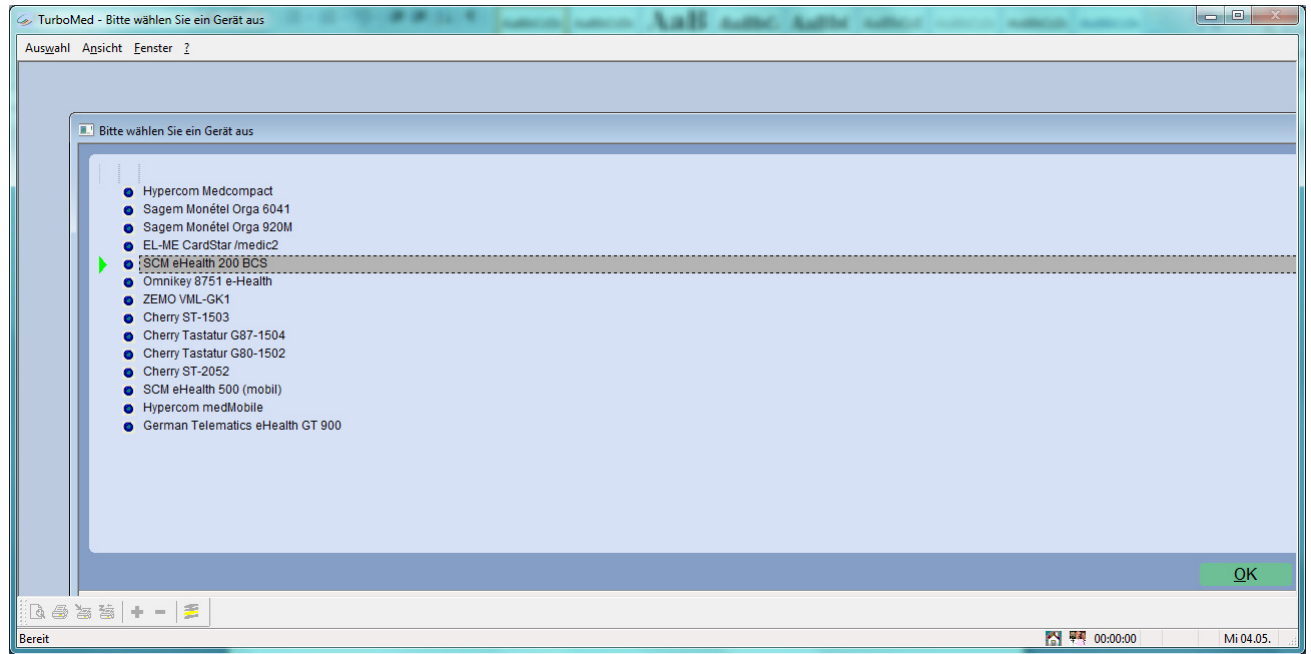 TurboMed - Bitte wählen Sie ein Gerät aus
Auswahl Ansicht Fenster ?
Bitte wählen Sie ein Gerät aus
Hypercom Medcompact
Sagem Monétel Orga 6041
Sagem Monétel Orga 920M
EL-ME CardStar /medic2
SCM eHealth 200 BCS
Omnikey 8751 e-Health
ZEMO VML-GK1
Cherry ST-1503
Cherry Tastatur G87-1504
Cherry Tastatur G80-1502
Cherry ST-2052
SCM eHealth 500 (mobil)
Hypercom medMobile
German Telematics eHealth GT 900
OK
Bereit 00:00:00 Mi 04.05.